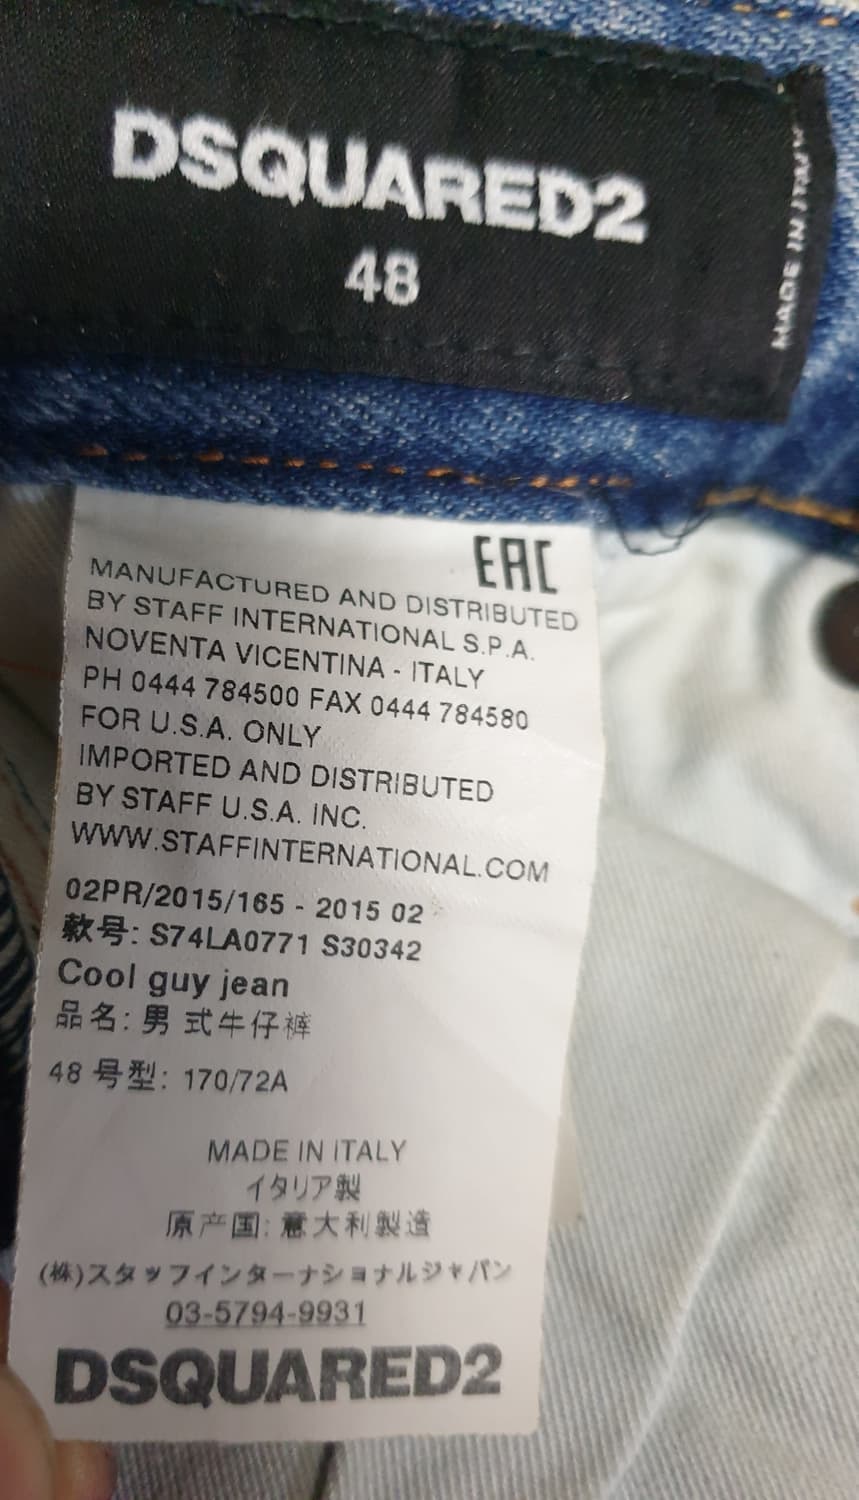 DSQUARED2
48
MADE IN ITALY
EAC
MANUFACTURED AND DISTRIBUTED
BY STAFF INTERNATIONAL S.P.A.
NOVENTA VICENTINA - ITALY
PH 0444 784500 FAX 0444 784580
FOR U.S.A. ONLY
IMPORTED AND DISTRIBUTED
BY STAFF U.S.A. INC.
WWW.STAFFINTERNATIONAL.COM
02PR/2015/165 - 2015 02
款号: S74LA0771 S30342
Cool guy jean
品名: 男 式牛仔裤
48 号型: 170/72A
MADE IN ITALY
イタリア製
原产国: 意大利製造
(株)スタッフインターナショナルジャパン
03-5794-9931
DSQUARED2